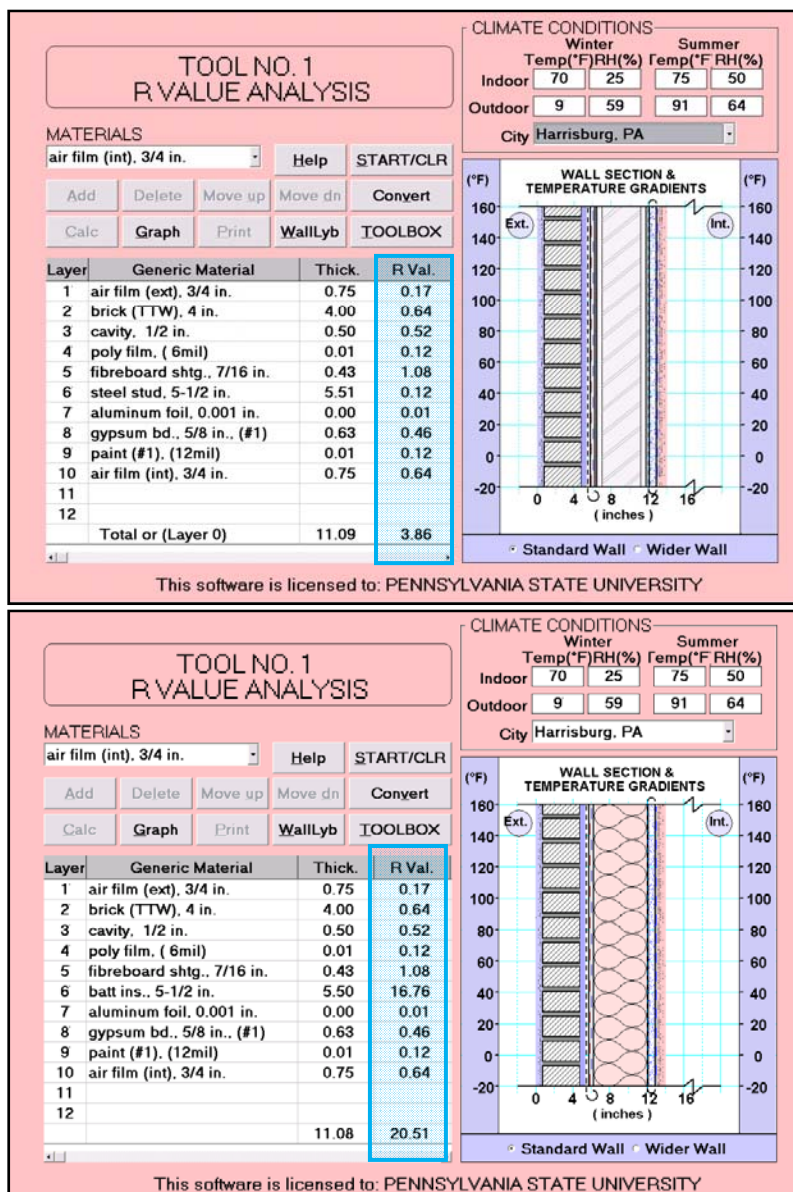 TOOL NO. 1
R VALUE ANALYSIS
CLIMATE CONDITIONS
Winter Summer
Temp(°F) RH(%) Temp(°F RH(%)
Indoor 70 25 75 50
Outdoor 9 59 91 64
City Harrisburg, PA
MATERIALS
air film (int), 3/4 in. Help START/CLR
Add Delete Move up Move dn Convert
Calc Graph Print WallLyb TOOLBOX
Layer Generic Material Thick. R Val.
1 air film (ext), 3/4 in. 0.75 0.17
2 brick (TTW), 4 in. 4.00 0.64
3 cavity, 1/2 in. 0.50 0.52
4 poly film, ( 6mil) 0.01 0.12
5 fibreboard shtg., 7/16 in. 0.43 1.08
6 steel stud, 5-1/2 in. 5.51 0.12
7 aluminum foil, 0.001 in. 0.00 0.01
8 gypsum bd., 5/8 in., (#1) 0.63 0.46
9 paint (#1), (12mil) 0.01 0.12
10 air film (int), 3/4 in. 0.75 0.64
11
12
Total or (Layer 0) 11.09 3.86
(°F) WALL SECTION & (°F)
TEMPERATURE GRADIENTS
160 160
Ext. Int.
140 140
120 120
100 100
80 80
60 60
40 40
20 20
0 0
-20 -20
0 4 8 12 16
( inches )
Standard Wall Wider Wall
This software is licensed to: PENNSYLVANIA STATE UNIVERSITY
TOOL NO. 1
R VALUE ANALYSIS
CLIMATE CONDITIONS
Winter Summer
Temp(°F) RH(%) Temp(°F RH(%)
Indoor 70 25 75 50
Outdoor 9 59 91 64
City Harrisburg, PA
MATERIALS
air film (int), 3/4 in. Help START/CLR
Add Delete Move up Move dn Convert
Calc Graph Print WallLyb TOOLBOX
Layer Generic Material Thick. R Val.
1 air film (ext), 3/4 in. 0.75 0.17
2 brick (TTW), 4 in. 4.00 0.64
3 cavity, 1/2 in. 0.50 0.52
4 poly film, ( 6mil) 0.01 0.12
5 fibreboard shtg., 7/16 in. 0.43 1.08
6 batt ins., 5-1/2 in. 5.50 16.76
7 aluminum foil, 0.001 in. 0.00 0.01
8 gypsum bd., 5/8 in., (#1) 0.63 0.46
9 paint (#1), (12mil) 0.01 0.12
10 air film (int), 3/4 in. 0.75 0.64
11
12
11.08 20.51
(°F) WALL SECTION & (°F)
TEMPERATURE GRADIENTS
160 160
Ext. Int.
140 140
120 120
100 100
80 80
60 60
40 40
20 20
0 0
-20 -20
0 4 8 12 16
( inches )
Standard Wall Wider Wall
This software is licensed to: PENNSYLVANIA STATE UNIVERSITY